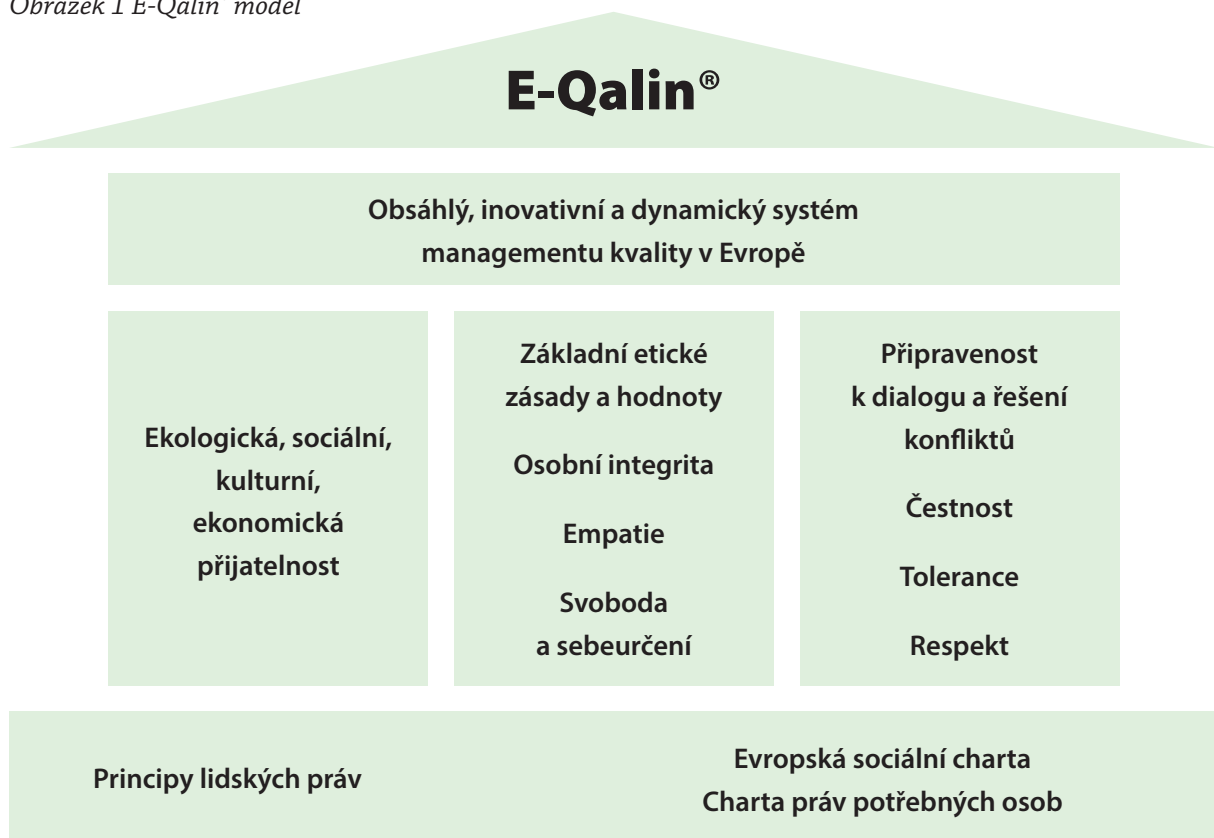 Obrázek 1 E-Qalin® model
E-Qalin®
Obsáhlý, inovativní a dynamický systém
managementu kvality v Evropě
Ekologická, sociální,
kulturní,
ekonomická
přijatelnost
Základní etické
zásady a hodnoty
Osobní integrita
Empatie
Svoboda
a sebeurčení
Připravenost
k dialogu a řešení
konfliktů
Čestnost
Tolerance
Respekt
Principy lidských práv
Evropská sociální charta
Charta práv potřebných osob